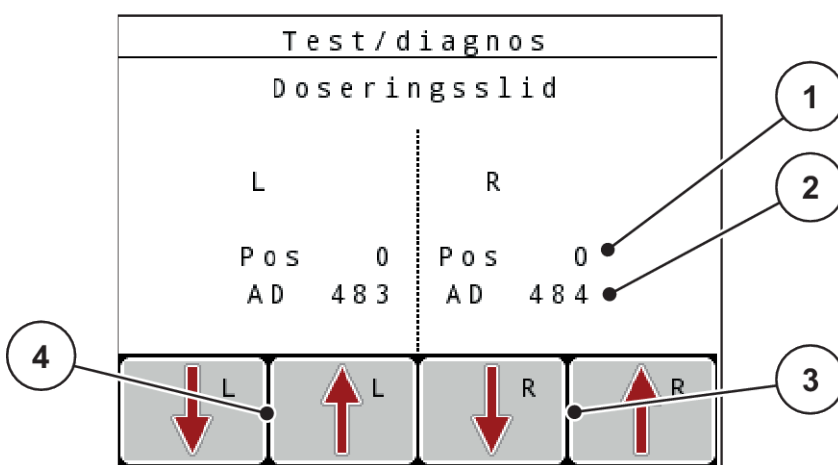 Test/diagnos
Doseringsslid
1
2
L R
Pos 0 Pos 0
AD 483 AD 484
4
3
L L R R